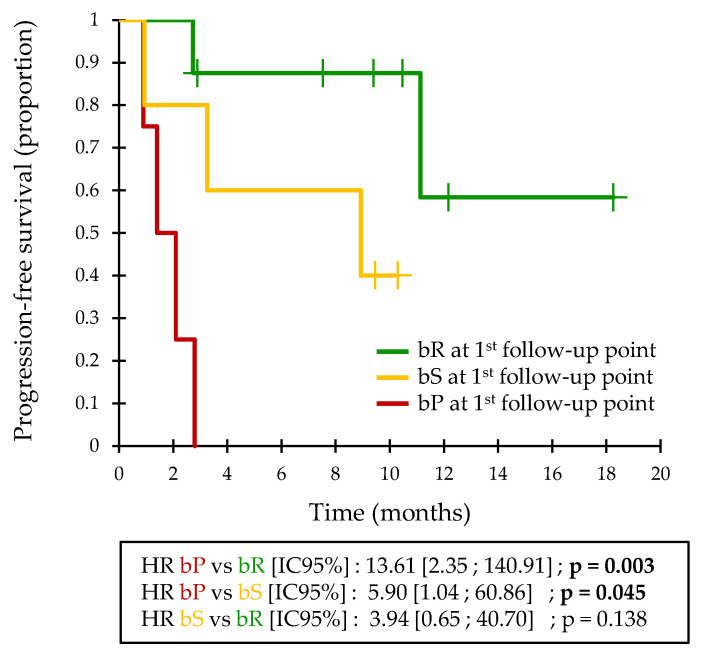 Progression-free survival (proportion)
1
0.9
0.8
0.7
0.6
0.5
0.4
0.3
0.2
0.1
0
bR at 1st follow-up point
bS at 1st follow-up point
bP at 1st follow-up point
0 2 4 6 8 10 12 14 16 18 20
Time (months)
HR bP vs bR [IC95%] : 13.61 [2.35 ; 140.91] ; p = 0.003
HR bP vs bS [IC95%] : 5.90 [1.04 ; 60.86] ; p = 0.045
HR bS vs bR [IC95%] : 3.94 [0.65 ; 40.70] ; p = 0.138